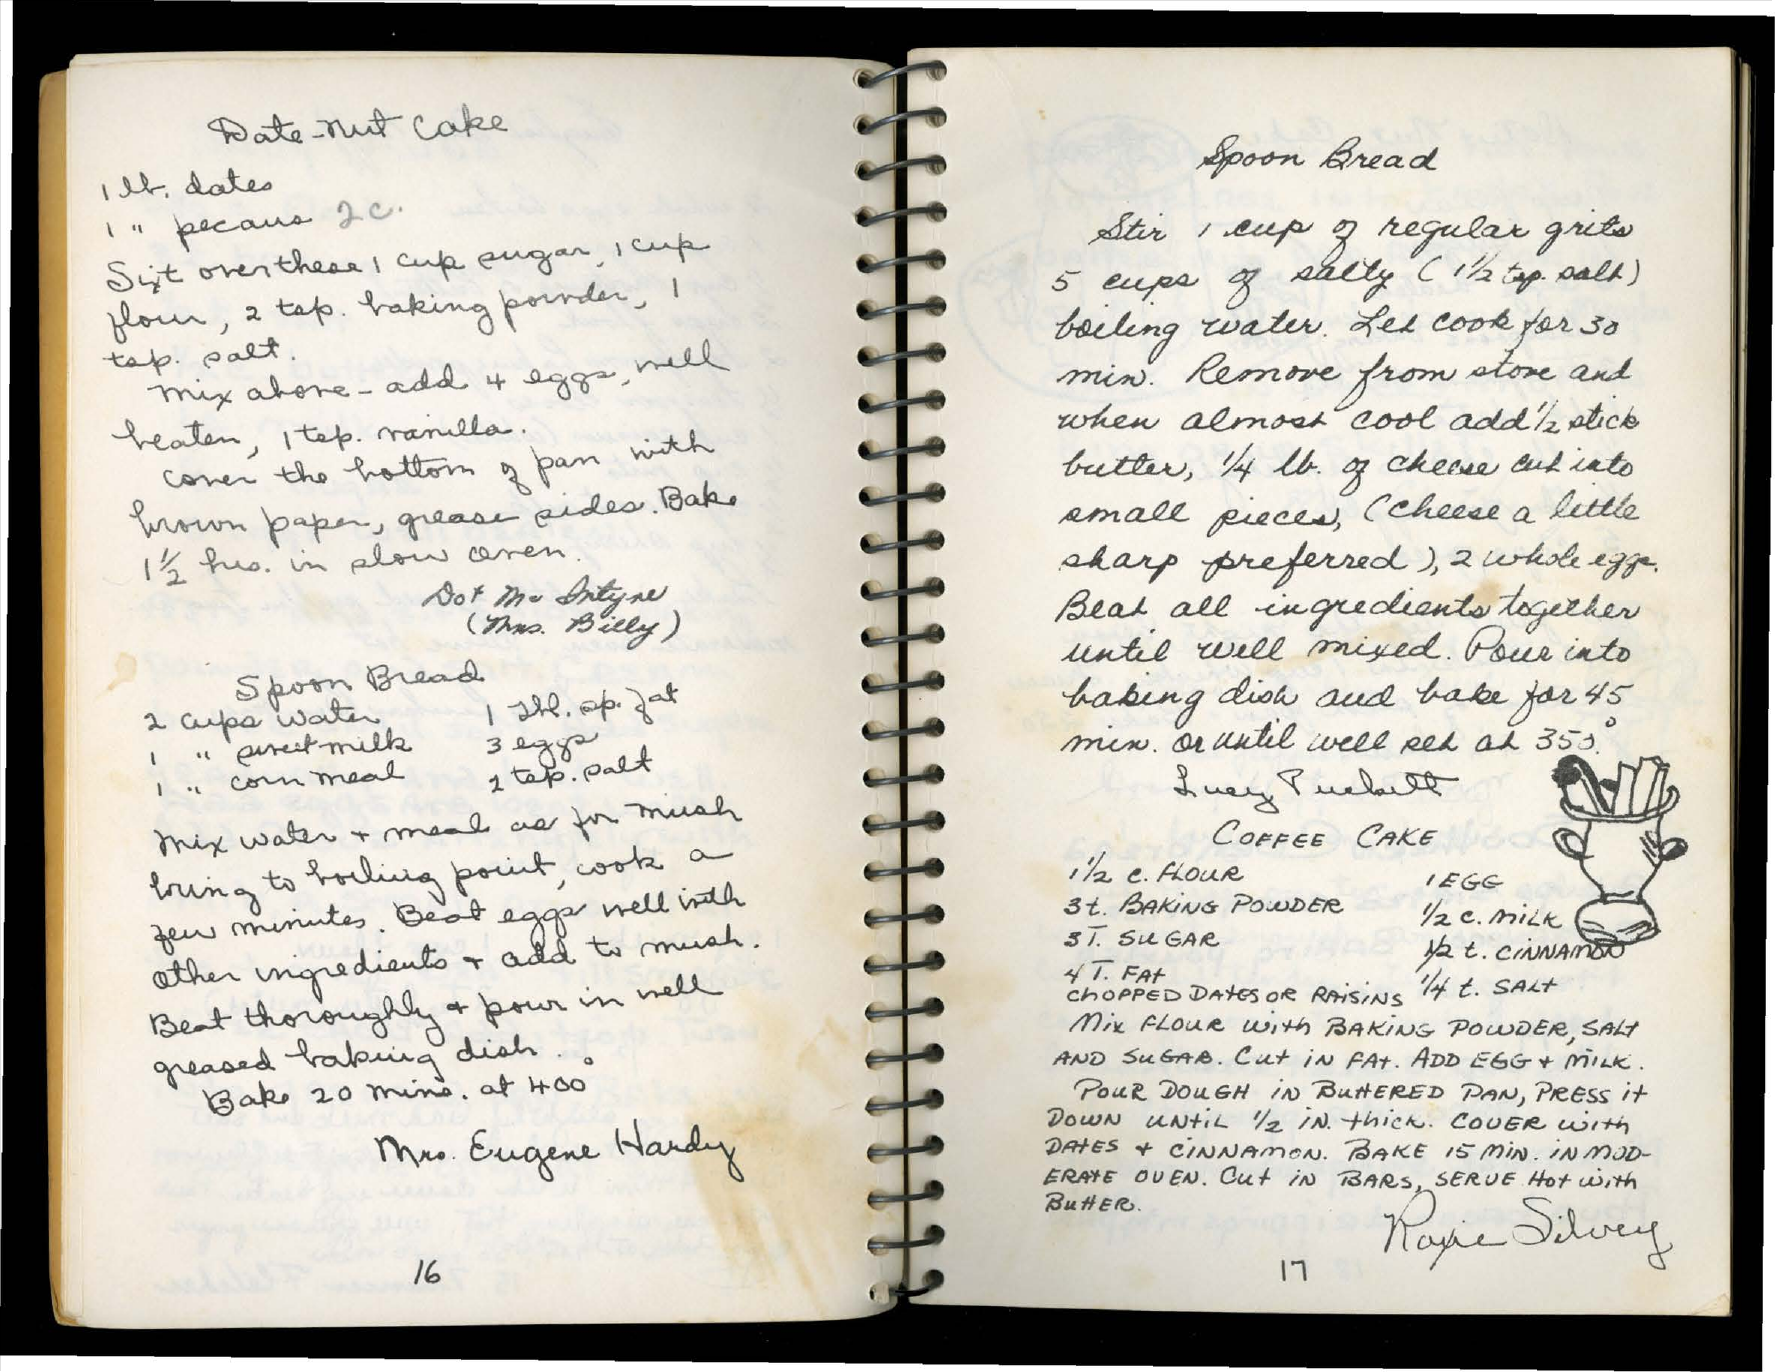 Date-Nut Cake
1 lb. dates
1 " pecans 2 c.
Sift over these 1 cup sugar, 1 cup
flour, 2 tsp. baking powder, 1
tsp. salt.
Mix above - add 4 eggs, well
beaten, 1 tsp. vanilla.
Cover the bottom of pan with
brown paper, grease sides. Bake
1½ hrs. in slow oven.
Dot Mc Intyre
(Mrs. Billy)
Spoon Bread
2 cups water 1 Tbl. sp. fat
1 " sweet milk 3 eggs
1 " corn meal 2 tsp. salt
Mix water + meal as for mush
bring to boiling point, cook a
few minutes. Beat eggs well with
other ingredients + add to mush.
Beat thoroughly + pour in well
greased baking dish.
Bake 20 mins. at 400°
Mrs. Eugene Hardy
16
Spoon Bread
Stir 1 cup of regular grits
5 cups of salty (1½ tsp. salt)
boiling water. Let cook for 30
min. Remove from stove and
when almost cool add ½ stick
butter, ¼ lb. of cheese cut into
small pieces, (cheese a little
sharp preferred), 2 whole eggs.
Beat all ingredients together
until well mixed. Pour into
baking dish and bake for 45
min. or until well set at 350°.
Lucy Puckett
COFFEE CAKE
1½ c. FLOUR 1 EGG
3 t. BAKING POWDER ½ c. MILK
3 T. SUGAR ½ t. CINNAMON
4 T. FAT ¼ t. SALT
CHOPPED DATES OR RAISINS
MIX FLOUR WITH BAKING POWDER, SALT
AND SUGAR. CUT IN FAT. ADD EGG + MILK.
POUR DOUGH IN BUTTERED PAN, PRESS IT
DOWN UNTIL ½ IN. THICK. COVER WITH
DATES + CINNAMON. BAKE 15 MIN. IN MOD-
ERATE OVEN. CUT IN BARS, SERVE HOT WITH
BUTTER.
Roxie Silvey
17